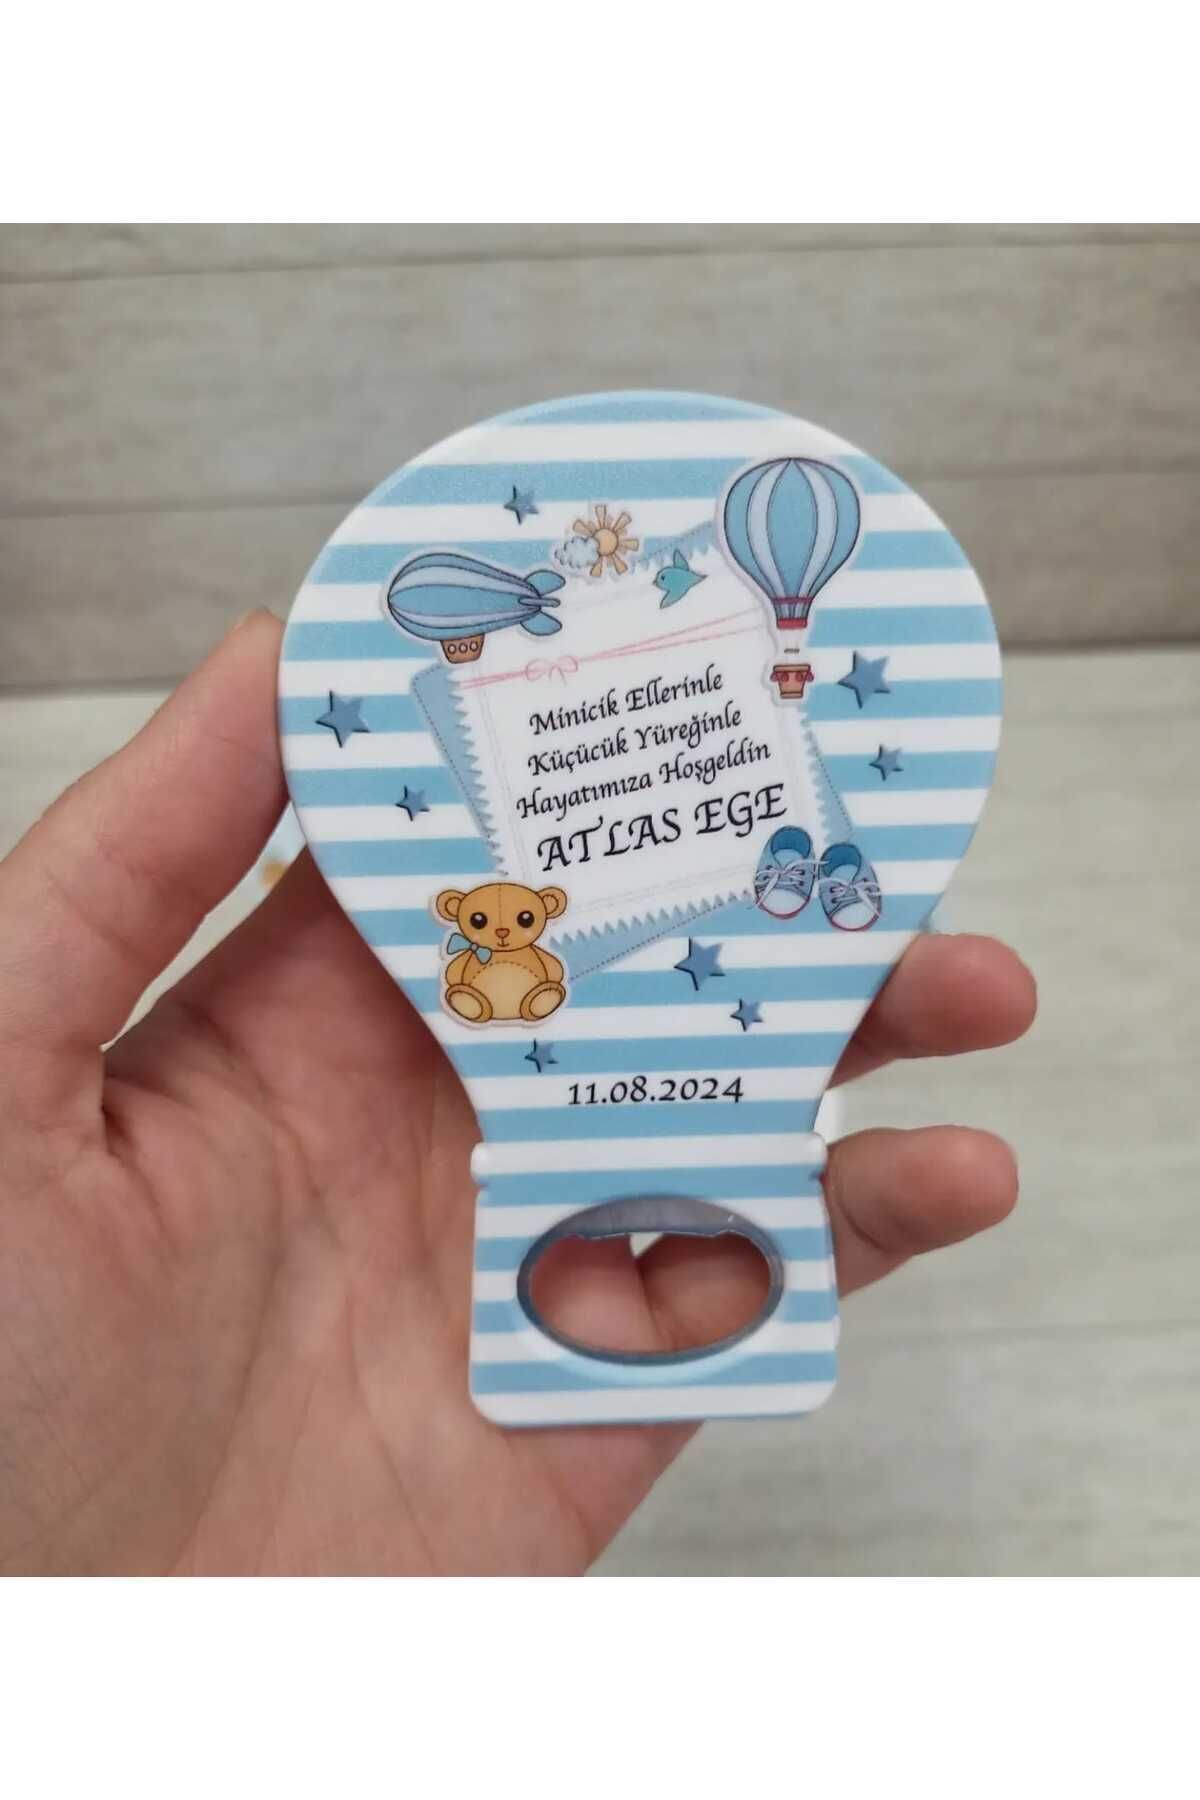 Minicik Ellerinle
Küçücük Yüreğinle
Hayatımıza Hoşgeldin
ATLAS EGE
11.08.2024